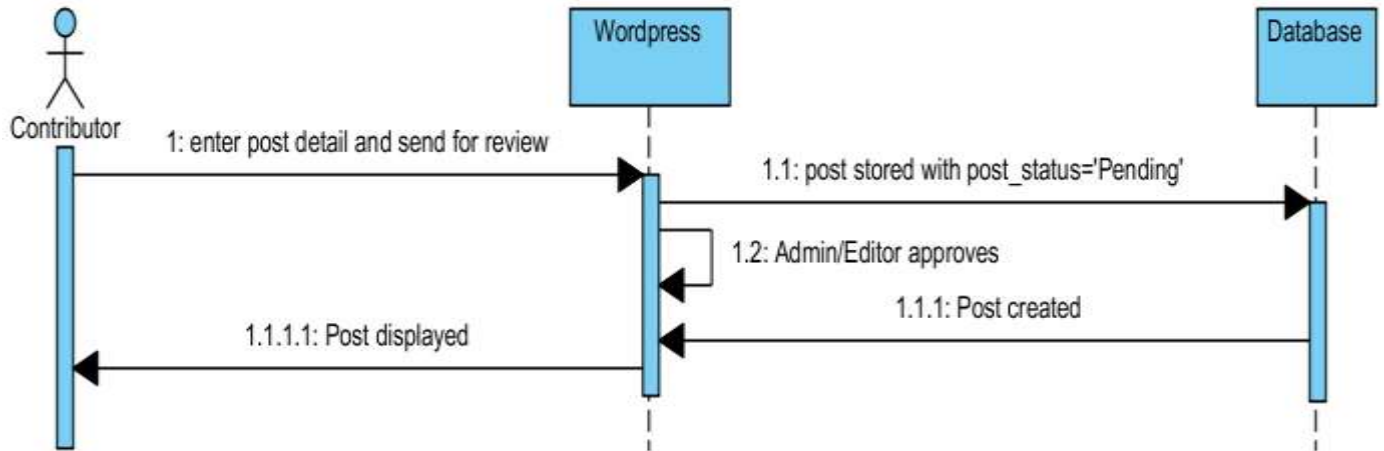 Wordpress
Database
Contributor
1: enter post detail and send for review
1.1: post stored with post_status='Pending'
1.2: Admin/Editor approves
1.1.1: Post created
1.1.1.1: Post displayed